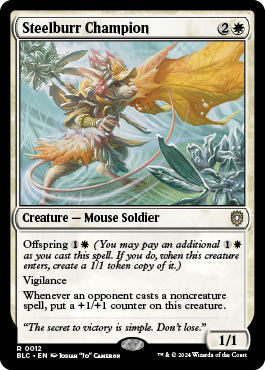 Steelburr Champion 2
Creature — Mouse Soldier
Offspring 1 (You may pay an additional 1
as you cast this spell. If you do, when this creature
enters, create a 1/1 token copy of it.)
Vigilance
Whenever an opponent casts a noncreature
spell, put a +1/+1 counter on this creature.
“The secret to victory is simple. Don’t lose.”
1/1
R 0012
BLC • EN Josiah “Jo” Cameron
™ & © 2024 Wizards of the Coast